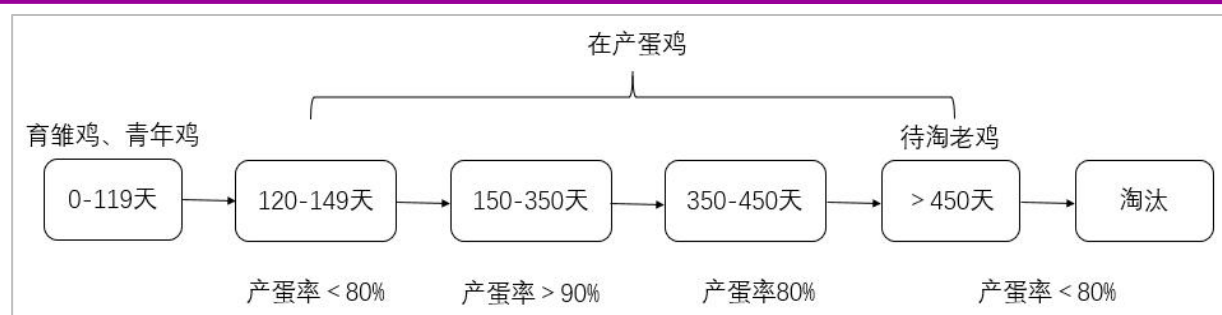 在产蛋鸡
育雏鸡、青年鸡
待淘老鸡
0-119天
120-149天
150-350天
350-450天
＞450天
淘汰
产蛋率＜80%
产蛋率＞90%
产蛋率80%
产蛋率＜80%